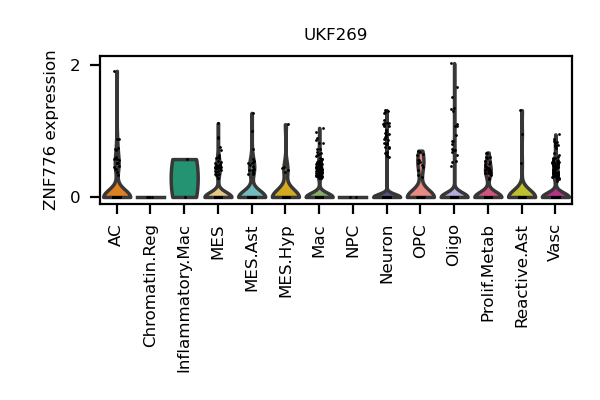 UKF269
ZNF776 expression
2
0
AC
Chromatin.Reg
Inflammatory.Mac
MES
MES.Ast
MES.Hyp
Mac
NPC
Neuron
OPC
Oligo
Prolif.Metab
Reactive.Ast
Vasc